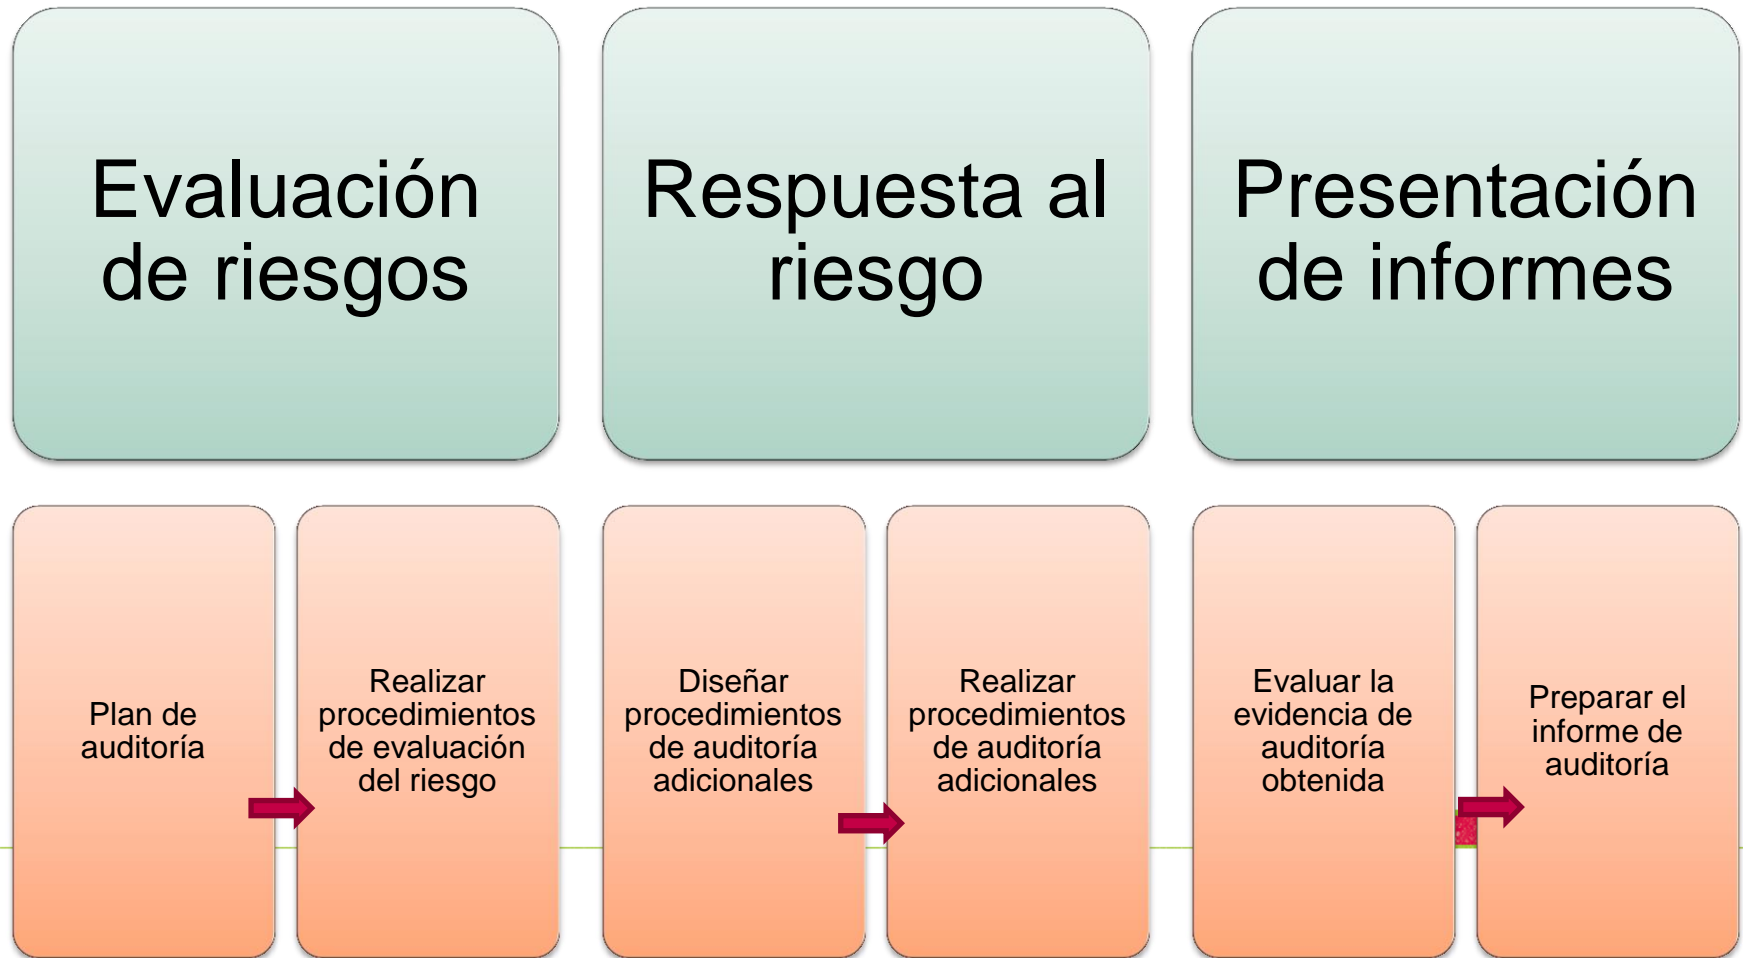 Evaluación
de riesgos
Respuesta al
riesgo
Presentación
de informes
Plan de
auditoría
Realizar
procedimientos
de evaluación
del riesgo
Diseñar
procedimientos
de auditoría
adicionales
Realizar
procedimientos
de auditoría
adicionales
Evaluar la
evidencia de
auditoría
obtenida
Preparar el
informe de
auditoría